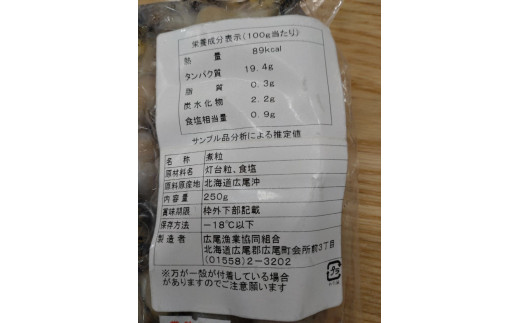 栄養成分表示(100g当たり)
熱量 89kcal
タンパク質 19.4g
脂質 0.3g
炭水化物 2.2g
食塩相当量 0.9g
サンプル品分析による推定値
名称 煮粒
原材料名 灯台粒、食塩
原料原産地 北海道広尾沖
内容量 250g
賞味期限 枠外下部記載
保存方法 －18℃以下
製造者 広尾漁業協同組合
北海道広尾郡広尾町会所前3丁目
(01558)2-3202
※万が一殻が付着している場合
がありますのでご注意願います
プラ